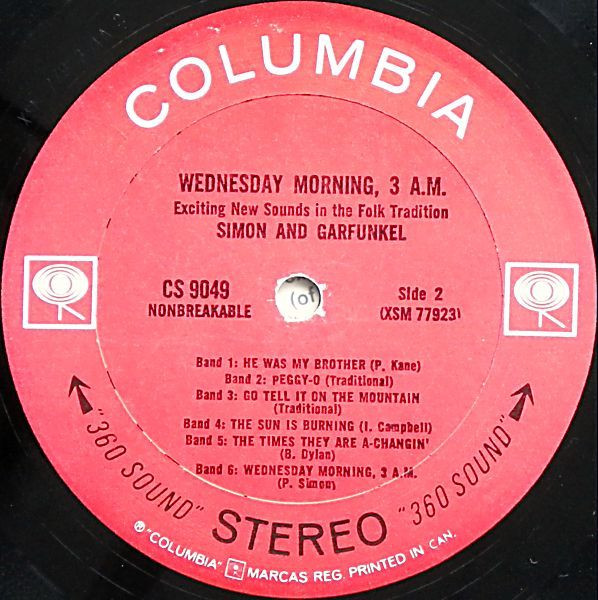 COLUMBIA
WEDNESDAY MORNING, 3 A.M.
Exciting New Sounds in the Folk Tradition
SIMON AND GARFUNKEL
CS 9049
NONBREAKABLE
(of
Side 2
(XSM 77923)
Band 1: HE WAS MY BROTHER (P. Kane)
Band 2: PEGGY-O (Traditional)
Band 3: GO TELL IT ON THE MOUNTAIN
(Traditional)
Band 4: THE SUN IS BURNING (I. Campbell)
Band 5: THE TIMES THEY ARE A-CHANGIN'
(B. Dylan)
Band 6: WEDNESDAY MORNING, 3 A.M.
(P. Simon)
"360 SOUND" STEREO "360 SOUND"
® "COLUMBIA" MARCAS REG. PRINTED IN CAN.